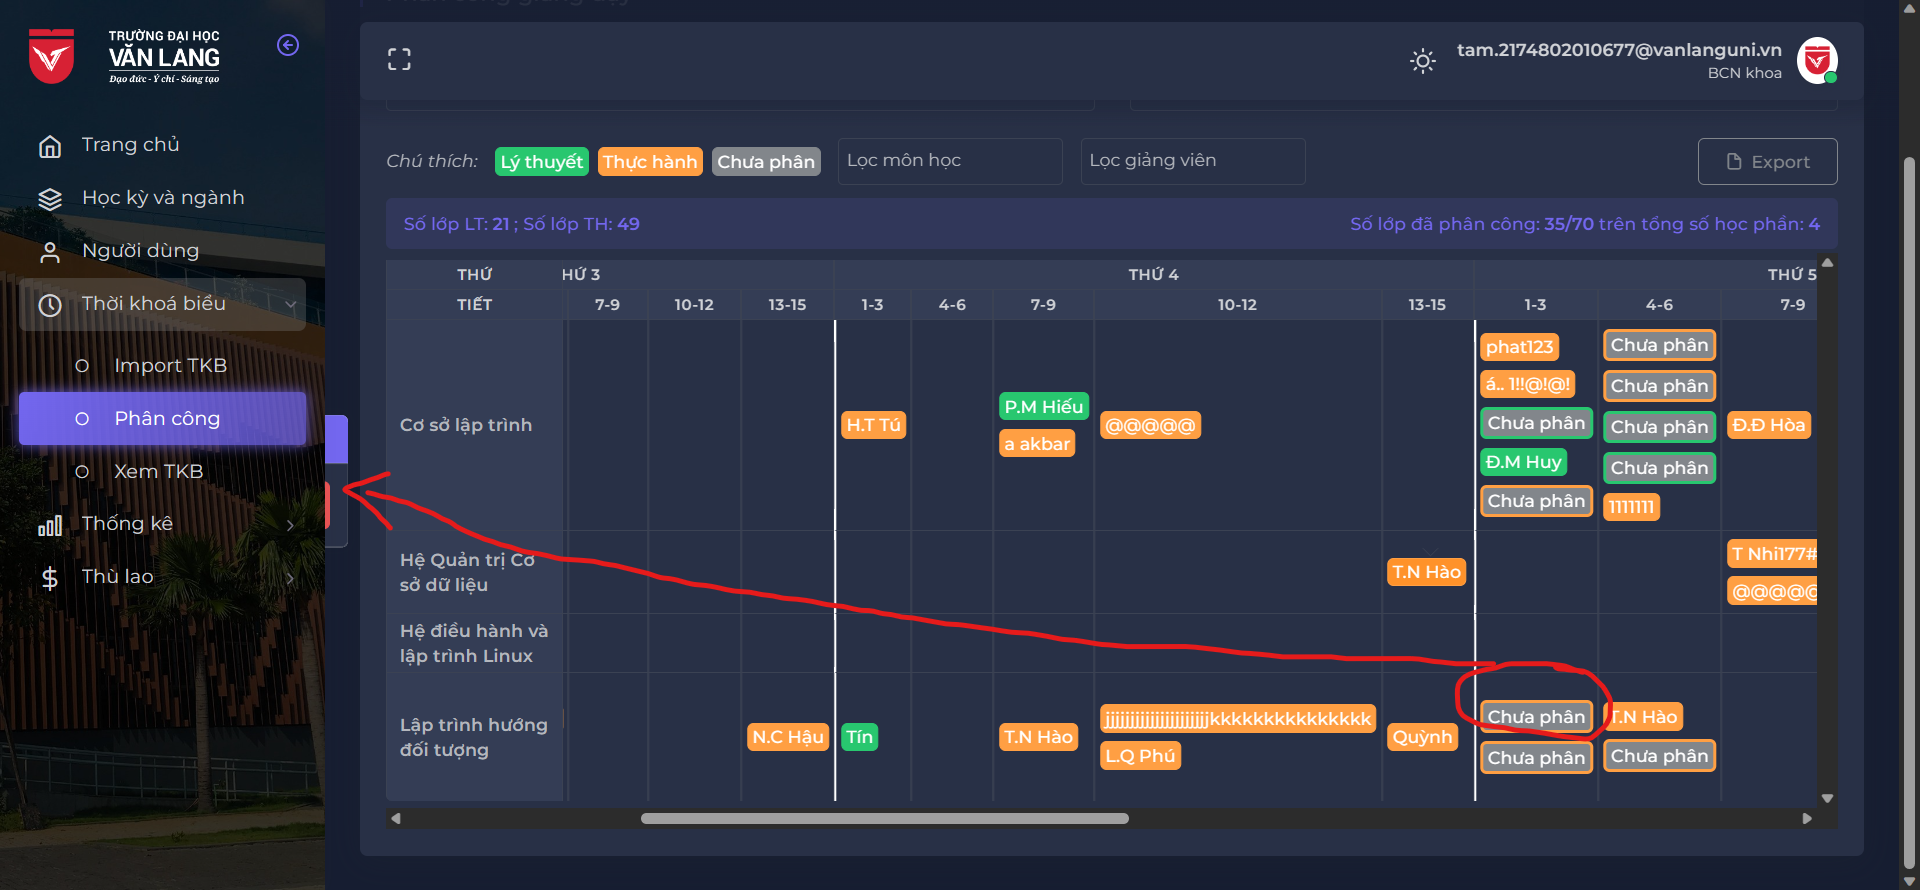 TRƯỜNG ĐẠI HỌC
VĂN LANG
Đạo đức - Ý chí - Sáng tạo
Trang chủ
Học kỳ và ngành
Người dùng
Thời khoá biểu
Import TKB
Phân công
Xem TKB
Thống kê
Thù lao
tam.2174802010677@vanlanguni.vn
BCN khoa
Chú thích: Lý thuyết Thực hành Chưa phân Lọc môn học Lọc giảng viên Export
Số lớp LT: 21 ; Số lớp TH: 49 Số lớp đã phân công: 35/70 trên tổng số học phần: 4
THỨ HỨ 3 THỨ 4 THỨ 5
TIẾT 7-9 10-12 13-15 1-3 4-6 7-9 10-12 13-15 1-3 4-6 7-9
Cơ sở lập trình
H.T Tú
P.M Hiếu
a akbar
@@@@@
phat123
á.. 1!!@!@!
Chưa phân
Đ.M Huy
Chưa phân
Chưa phân
Chưa phân
Chưa phân
Chưa phân
1111111
Đ.Đ Hòa
Hệ Quản trị Cơ
sở dữ liệu
T.N Hào
T Nhi177#
Hệ điều hành và
lập trình Linux
Lập trình hướng
đối tượng
N.C Hậu
Tín
T.N Hào
L.Q Phú
Quỳnh
Chưa phân
Chưa phân
T.N Hào
Chưa phân